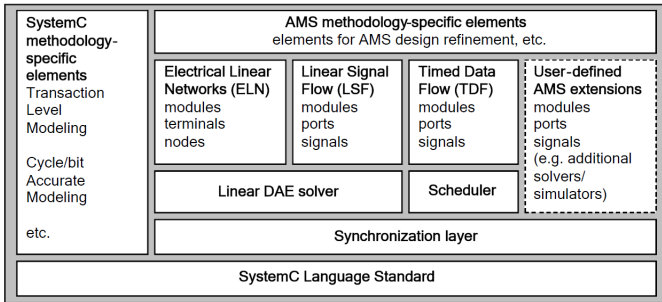 SystemC
methodology-
specific
elements
Transaction
Level
Modeling
Cycle/bit
Accurate
Modeling
etc.
AMS methodology-specific elements
elements for AMS design refinement, etc.
Electrical Linear
Networks (ELN)
modules
terminals
nodes
Linear Signal
Flow (LSF)
modules
ports
signals
Timed Data
Flow (TDF)
modules
ports
signals
User-defined
AMS extensions
modules
ports
signals
(e.g. additional
solvers/
simulators)
Linear DAE solver
Scheduler
Synchronization layer
SystemC Language Standard